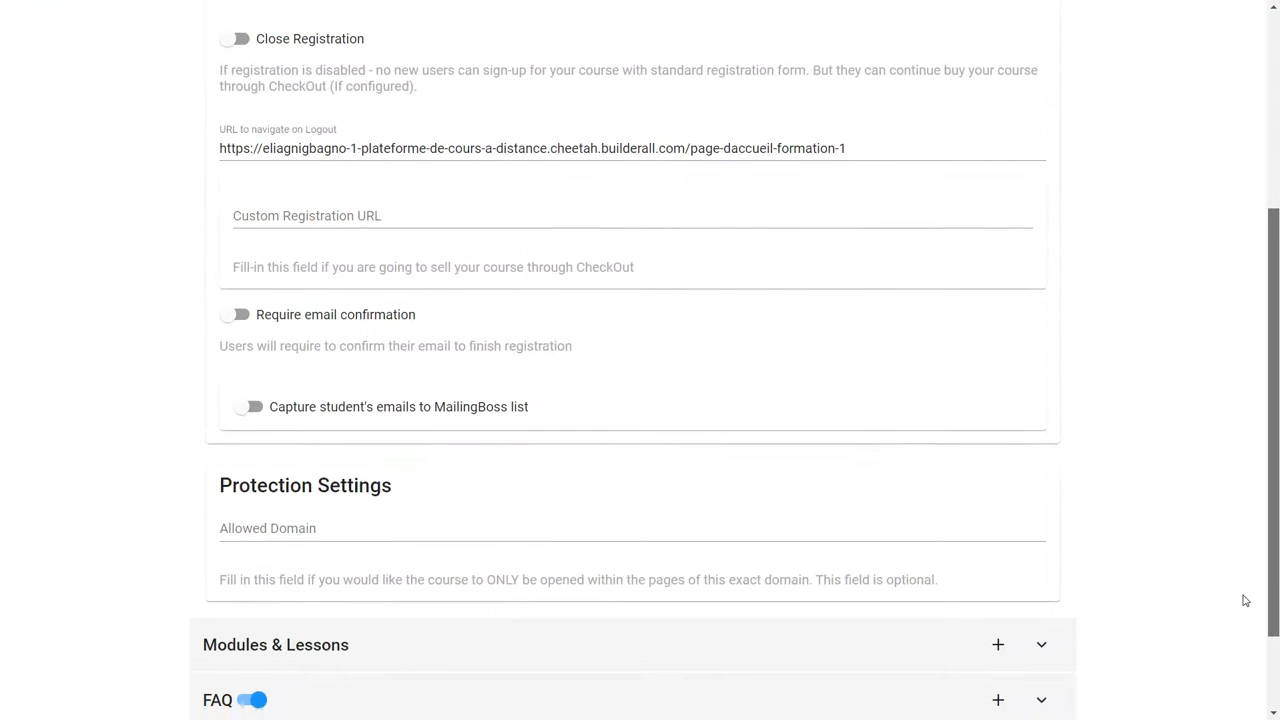 Close Registration
If registration is disabled - no new users can sign-up for your course with standard registration form. But they can continue buy your course
through CheckOut (If configured).
URL to navigate on Logout
https://eliagnigbagno-1-plateforme-de-cours-a-distance.cheetah.builderall.com/page-daccueil-formation-1
Custom Registration URL
Fill-in this field if you are going to sell your course through CheckOut
Require email confirmation
Users will require to confirm their email to finish registration
Capture student's emails to MailingBoss list
Protection Settings
Allowed Domain
Fill in this field if you would like the course to ONLY be opened within the pages of this exact domain. This field is optional.
Modules & Lessons
FAQ